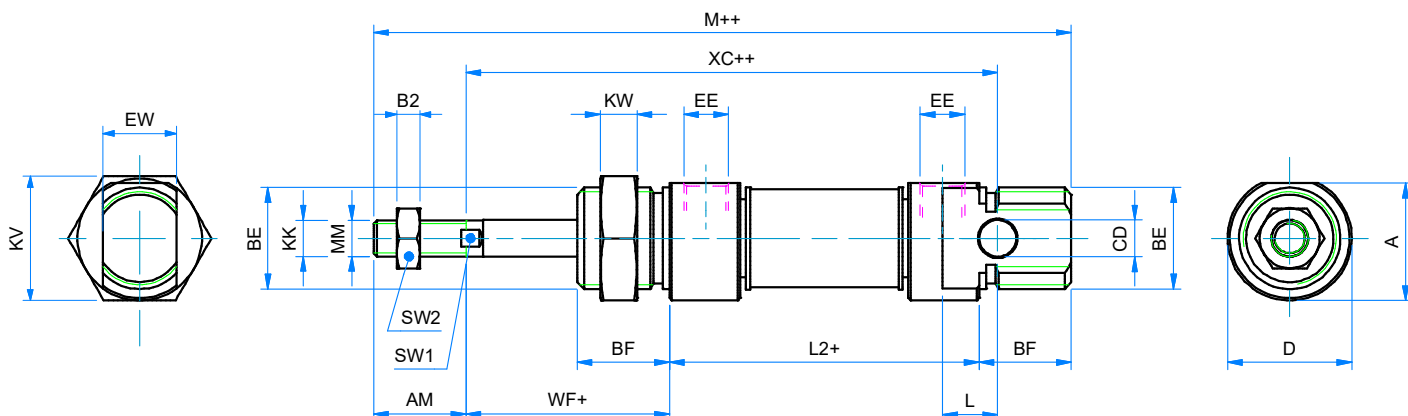 M++
XC++
B2
KW
EE
EE
EW
KV
BE
KK
MM
CD
BE
A
SW2
SW1
BF
L2+
BF
D
AM
WF+
L